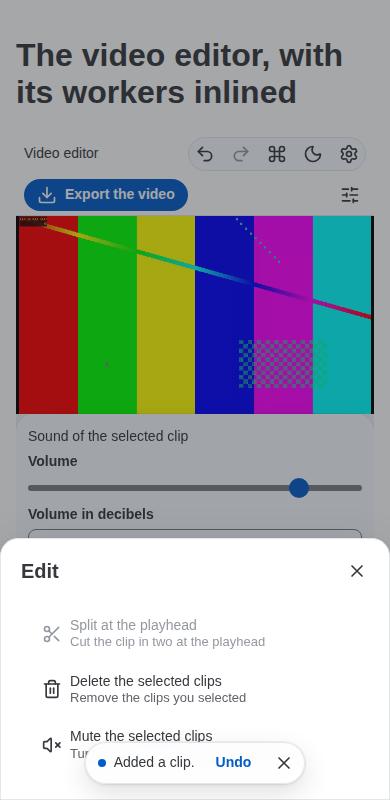 The video editor, with
its workers inlined
Video editor
Export the video
Sound of the selected clip
Volume
Volume in decibels
Edit
Split at the playhead
Cut the clip in two at the playhead
Delete the selected clips
Remove the clips you selected
Mute the selected clips
Added a clip. Undo